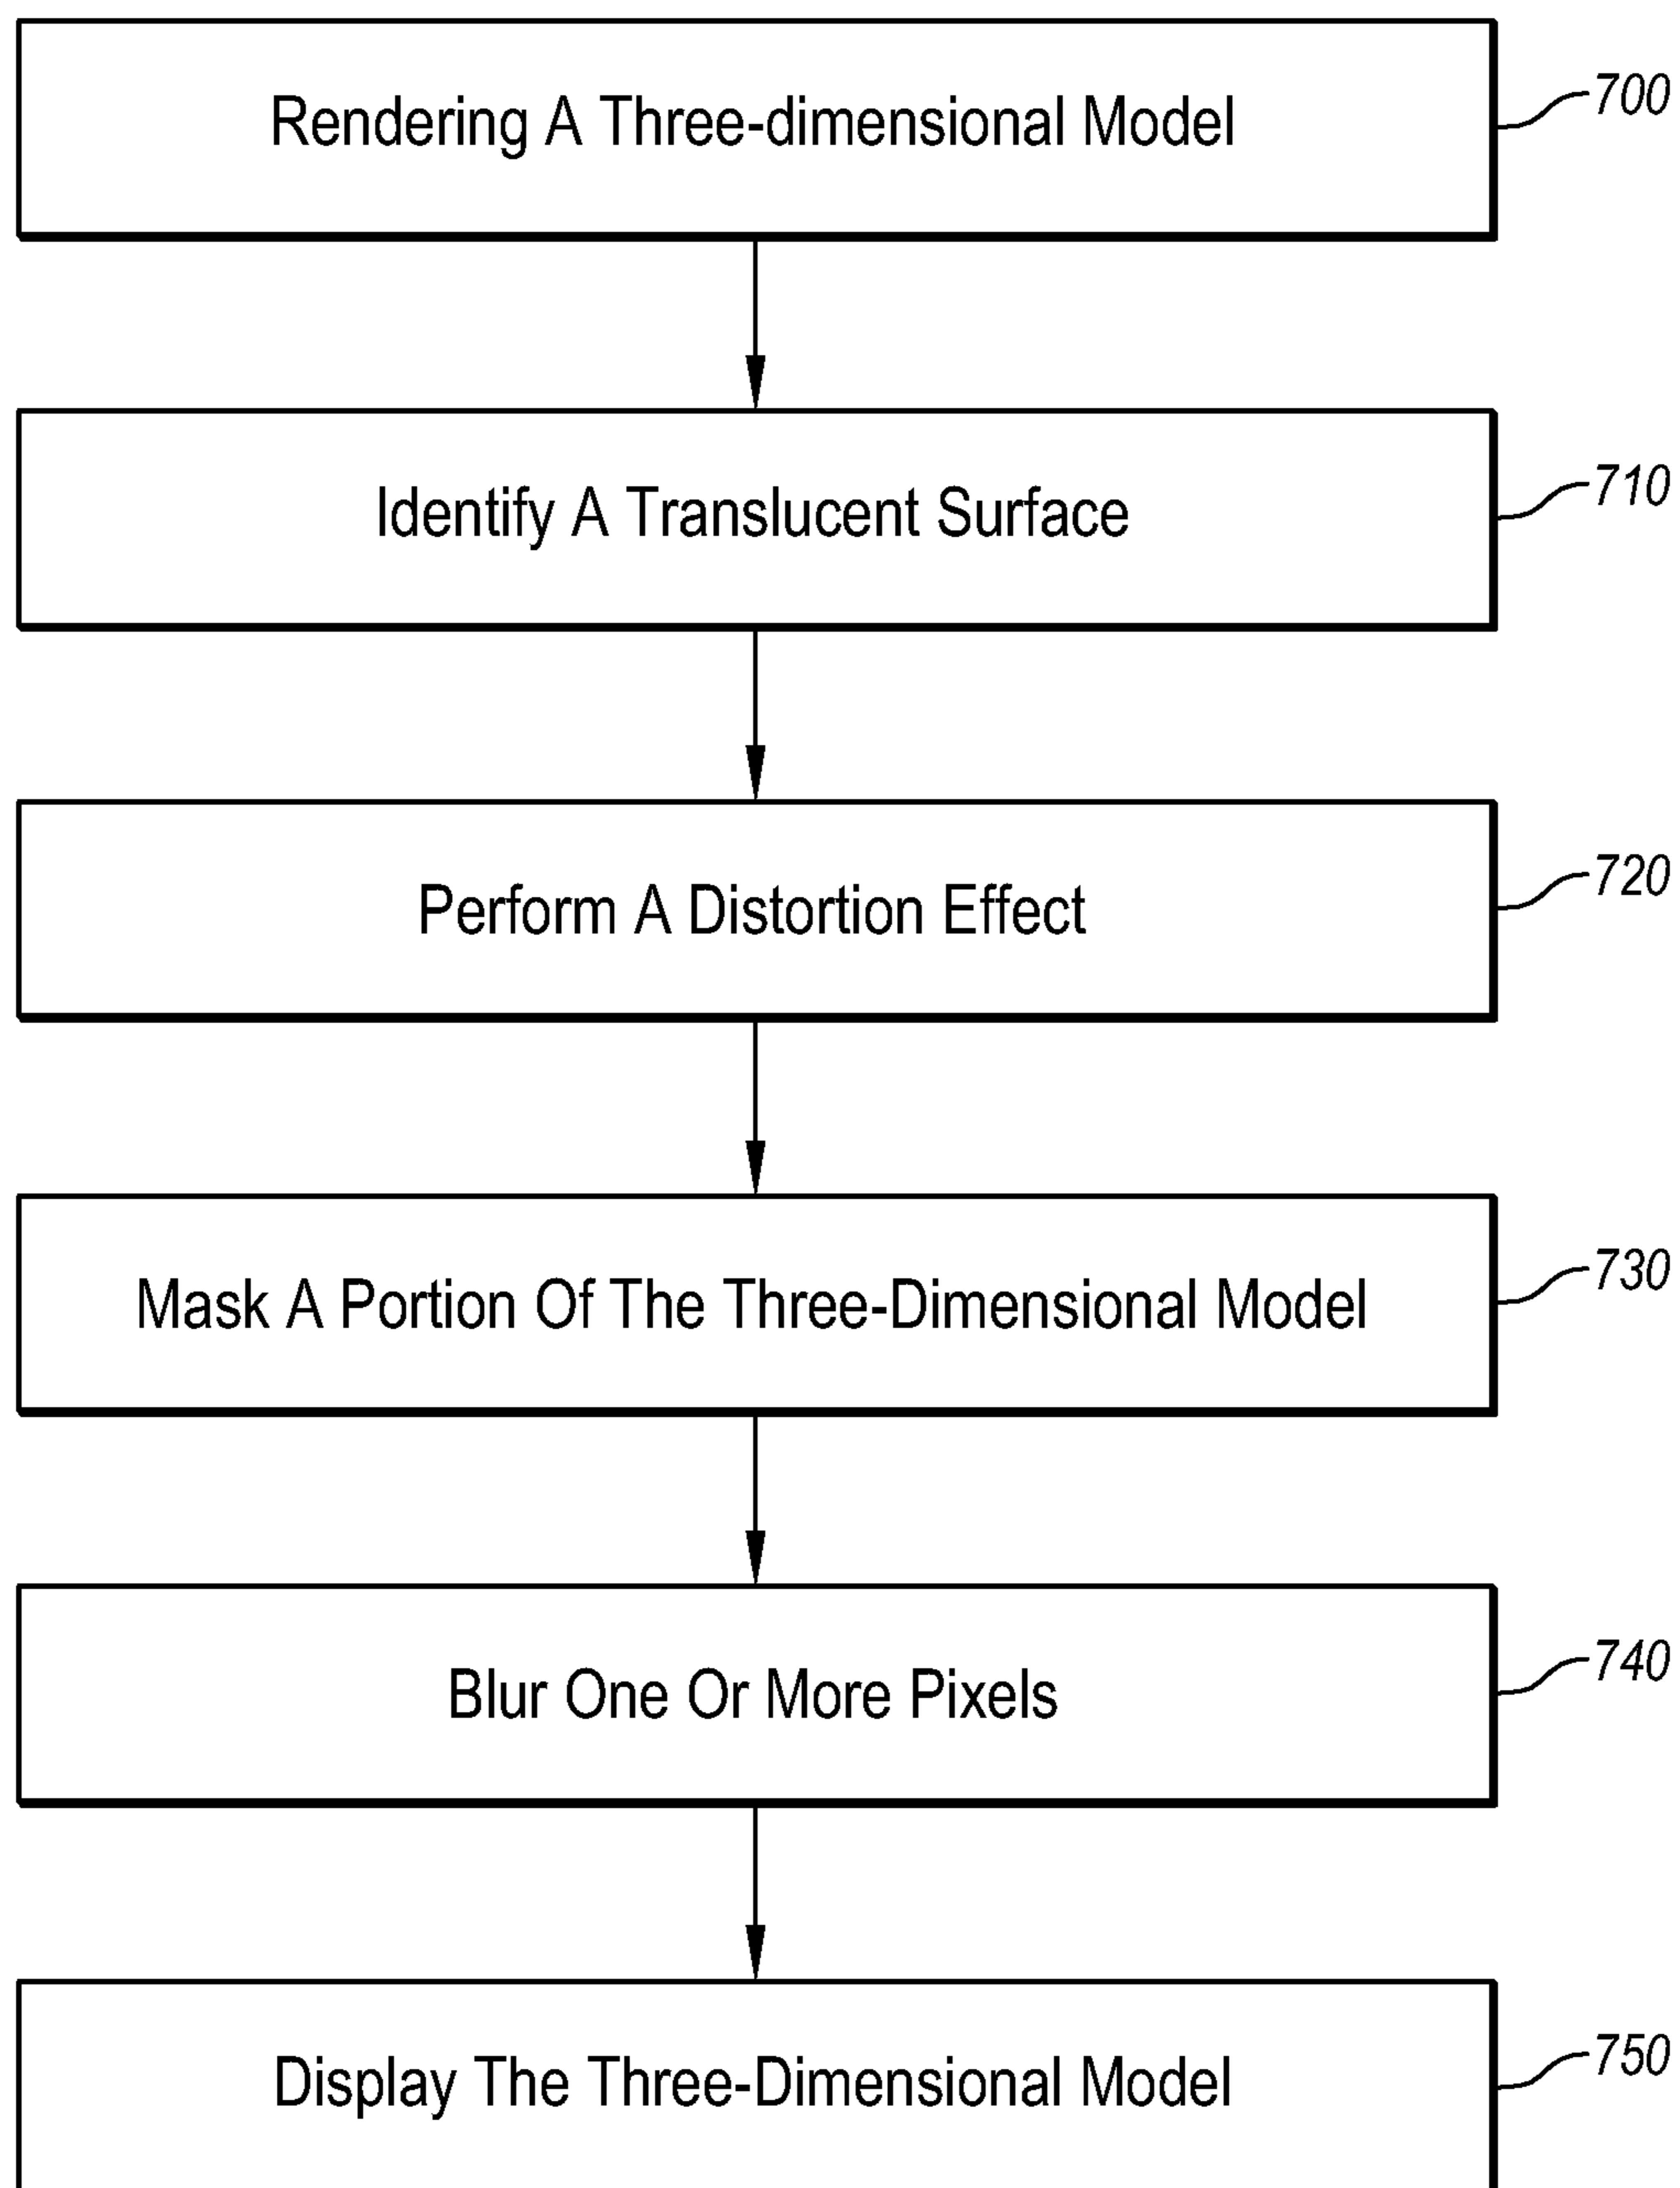 Rendering A Three-dimensional Model
700
Identify A Translucent Surface
710
Perform A Distortion Effect
720
Mask A Portion Of The Three-Dimensional Model
730
Blur One Or More Pixels
740
Display The Three-Dimensional Model
750